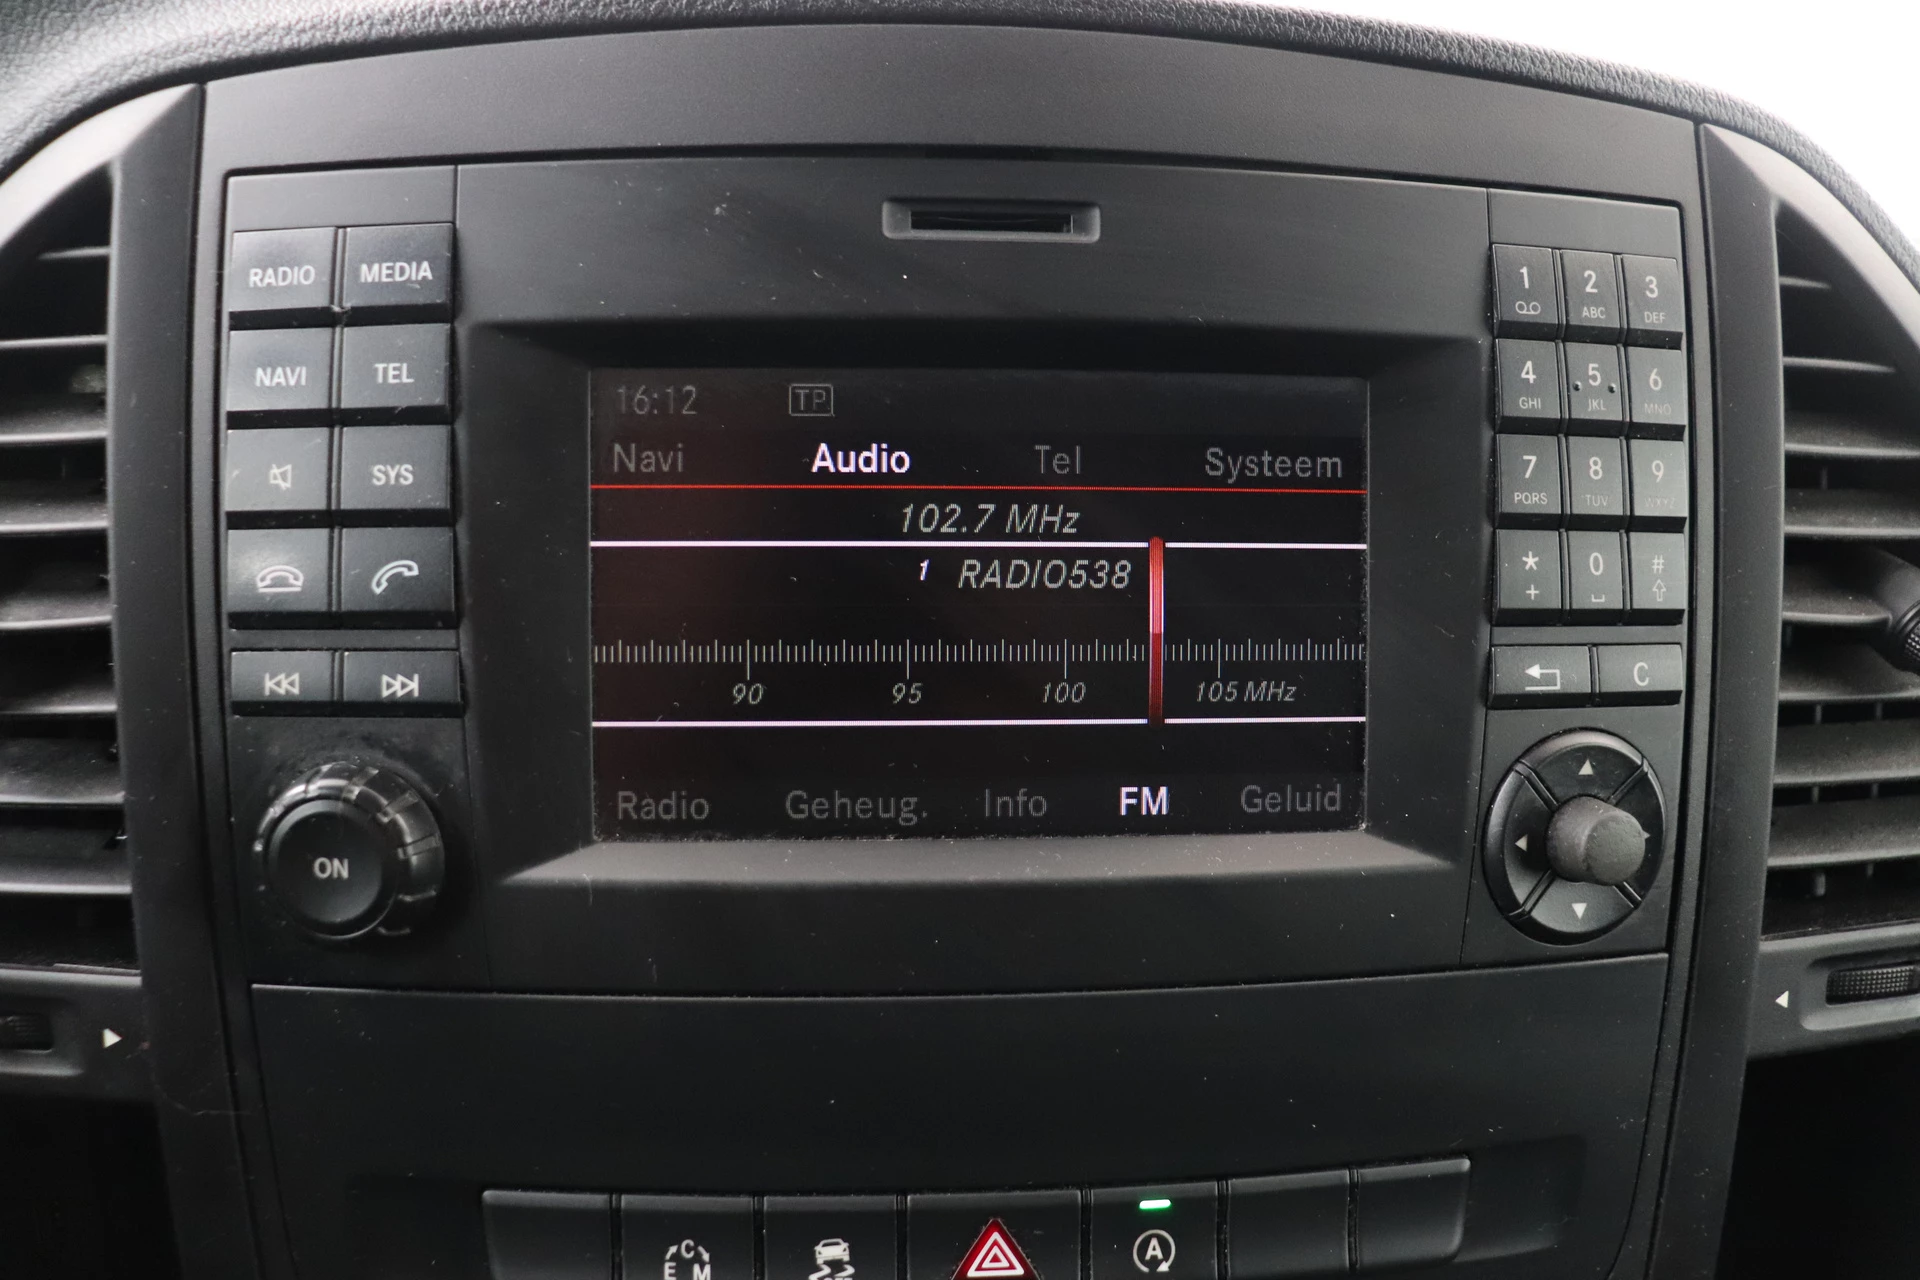 RADIO MEDIA
NAVI TEL
SYS
ON
16:12 TP
Navi Audio Tel Systeem
102.7 MHz
1 RADIO538
90 95 100 105 MHz
Radio Geheug. Info FM Geluid
1 2 3
ABC DEF
4 5 6
GHI JKL MNO
7 8 9
PQRS TUV WXYZ
* 0 #
+
C
C
E M
A